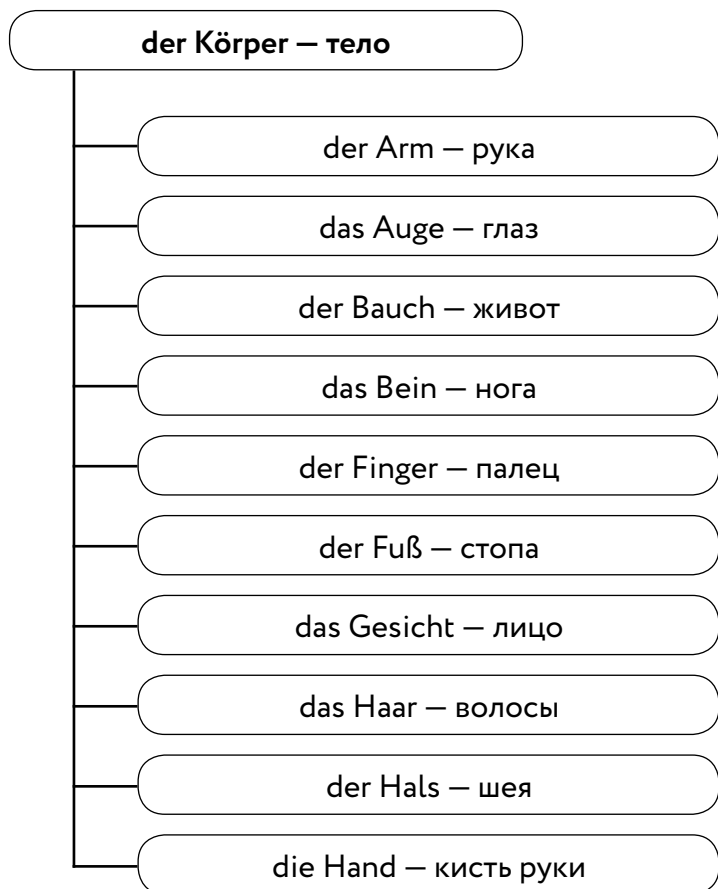 der Körper — тело
der Arm — рука
das Auge — глаз
der Bauch — живот
das Bein — нога
der Finger — палец
der Fuß — стопа
das Gesicht — лицо
das Haar — волосы
der Hals — шея
die Hand — кисть руки